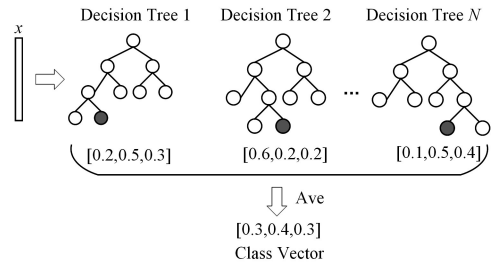 Decision Tree 1
Decision Tree 2
Decision Tree N
x
...
[0.2,0.5,0.3]
[0.6,0.2,0.2]
[0.1,0.5,0.4]
Ave
[0.3,0.4,0.3]
Class Vector